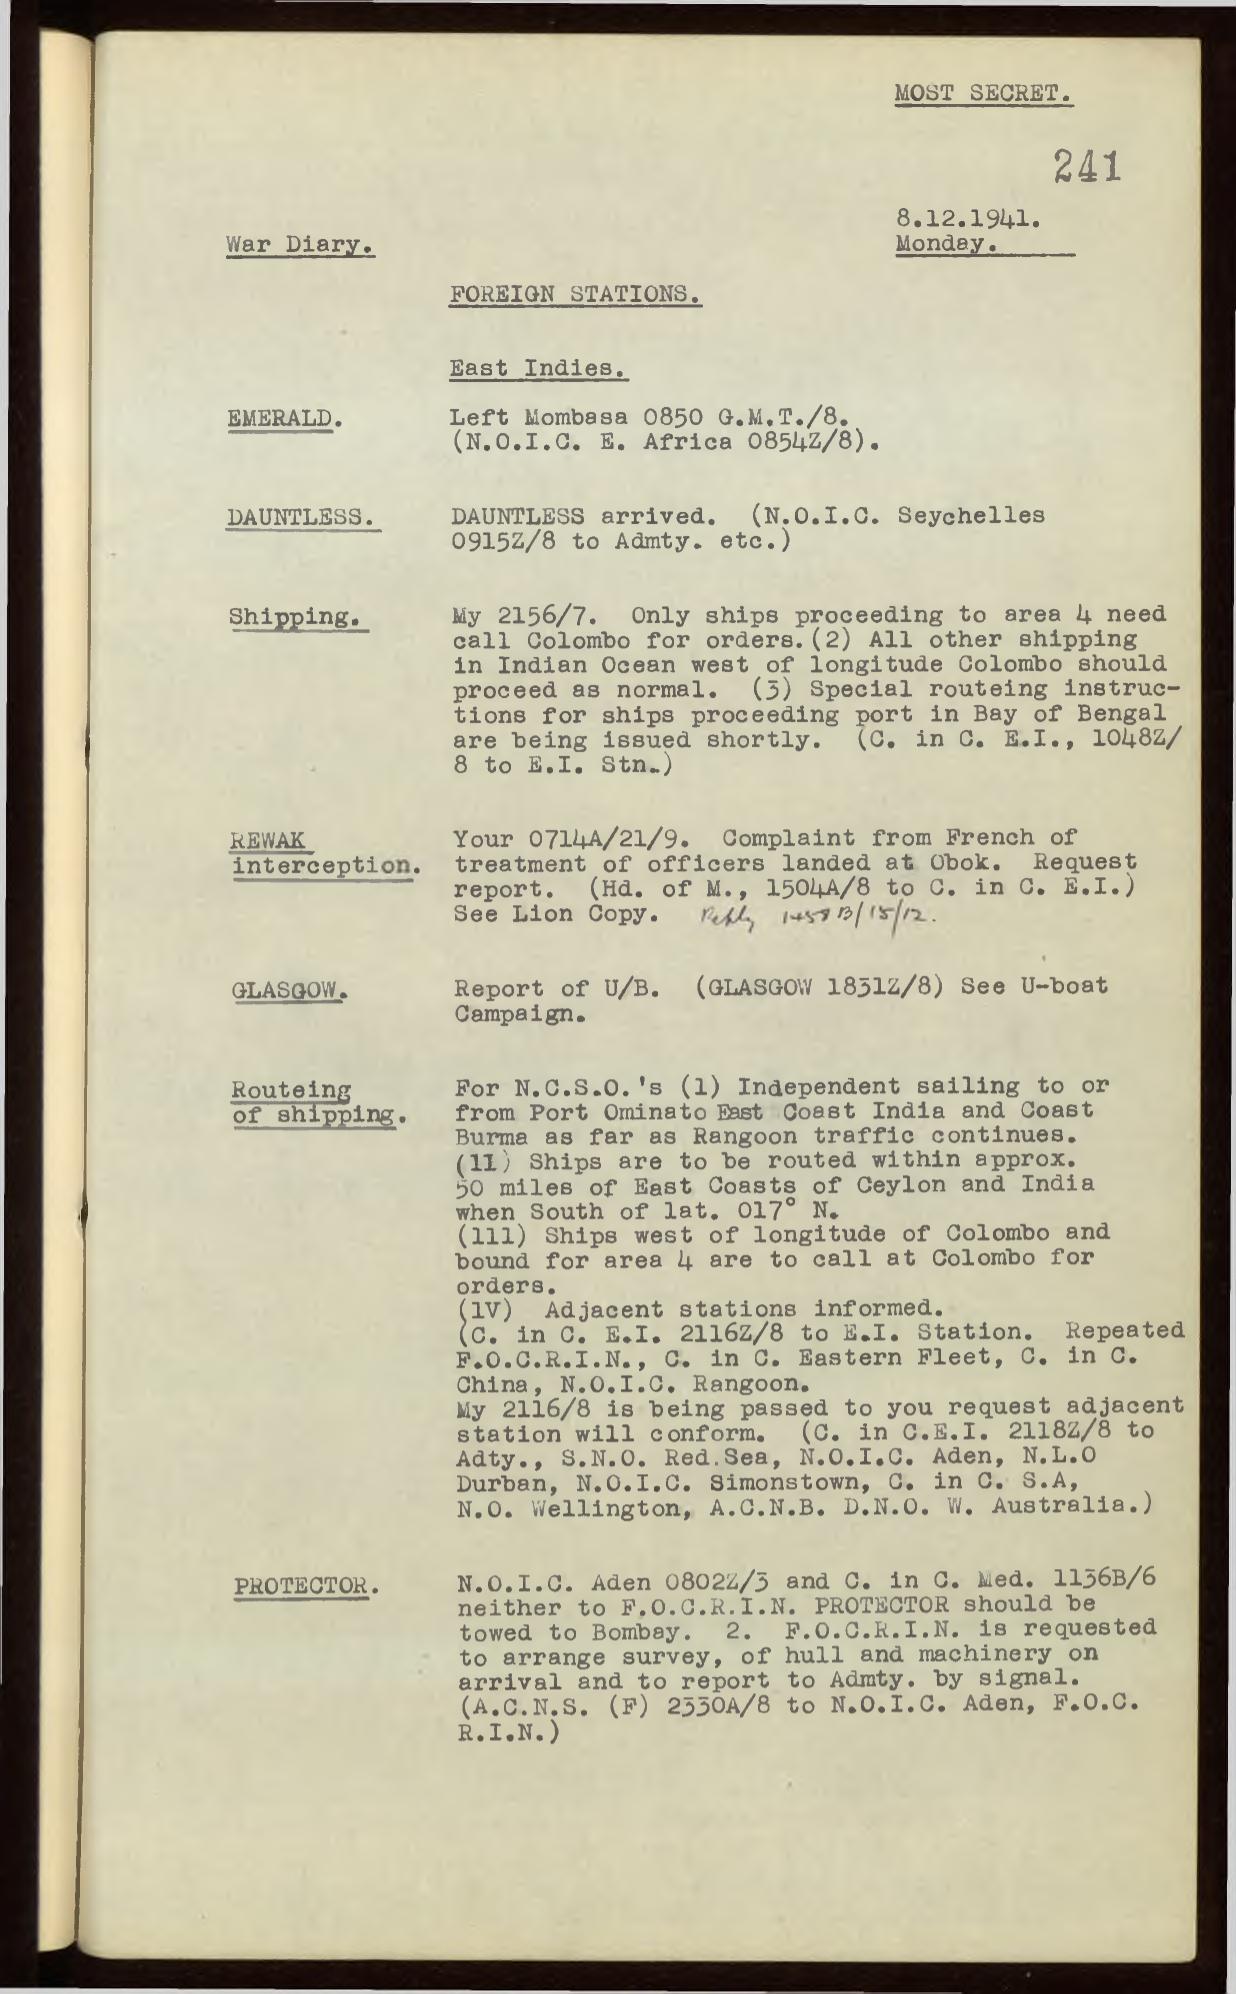 MOST SECRET.
241
8.12.1941.
War Diary.
Monday.
FOREIGN STATIONS.
East Indies.
EMERALD.
Left Mombasa 0850 G.M.T./8.
(N.O.I.C. E. Africa 0854Z/8).
DAUNTLESS.
DAUNTLESS arrived. (N.O.I.C. Seychelles
0915Z/8 to Admty. etc.)
Shipping.
My 2156/7. Only ships proceeding to area 4 need
call Colombo for orders.(2) All other shipping
in Indian Ocean west of longitude Colombo should
proceed as normal. (3) Special routeing instruc-
tions for ships proceeding port in Bay of Bengal
are being issued shortly. (C. in C. E.I., 1048Z/
8 to E.I. Stn.)
REWAK
interception.
Your 0714A/21/9. Complaint from French of
treatment of officers landed at Obok. Request
report. (Hd. of M., 1504A/8 to C. in C. E.I.)
See Lion Copy. Reply 1458B/15/12.
GLASGOW.
Report of U/B. (GLASGOW 1831Z/8) See U-boat
Campaign.
Routeing
of shipping.
For N.C.S.O.'s (1) Independent sailing to or
from Port Ominato East Coast India and Coast
Burma as far as Rangoon traffic continues.
(11) Ships are to be routed within approx.
50 miles of East Coasts of Ceylon and India
when South of lat. 017° N.
(111) Ships west of longitude of Colombo and
bound for area 4 are to call at Colombo for
orders.
(1V) Adjacent stations informed.
(C. in C. E.I. 2116Z/8 to E.I. Station. Repeated
F.O.C.R.I.N., C. in C. Eastern Fleet, C. in C.
China, N.O.I.C. Rangoon.
My 2116/8 is being passed to you request adjacent
station will conform. (C. in C.E.I. 2118Z/8 to
Adty., S.N.O. Red.Sea, N.O.I.C. Aden, N.L.O
Durban, N.O.I.C. Simonstown, C. in C. S.A,
N.O. Wellington, A.C.N.B. D.N.O. W. Australia.)
PROTECTOR.
N.O.I.C. Aden 0802Z/3 and C. in C. Med. 1136B/6
neither to F.O.C.R.I.N. PROTECTOR should be
towed to Bombay. 2. F.O.C.R.I.N. is requested
to arrange survey, of hull and machinery on
arrival and to report to Admty. by signal.
(A.C.N.S. (F) 2330A/8 to N.O.I.C. Aden, F.O.C.
R.I.N.)